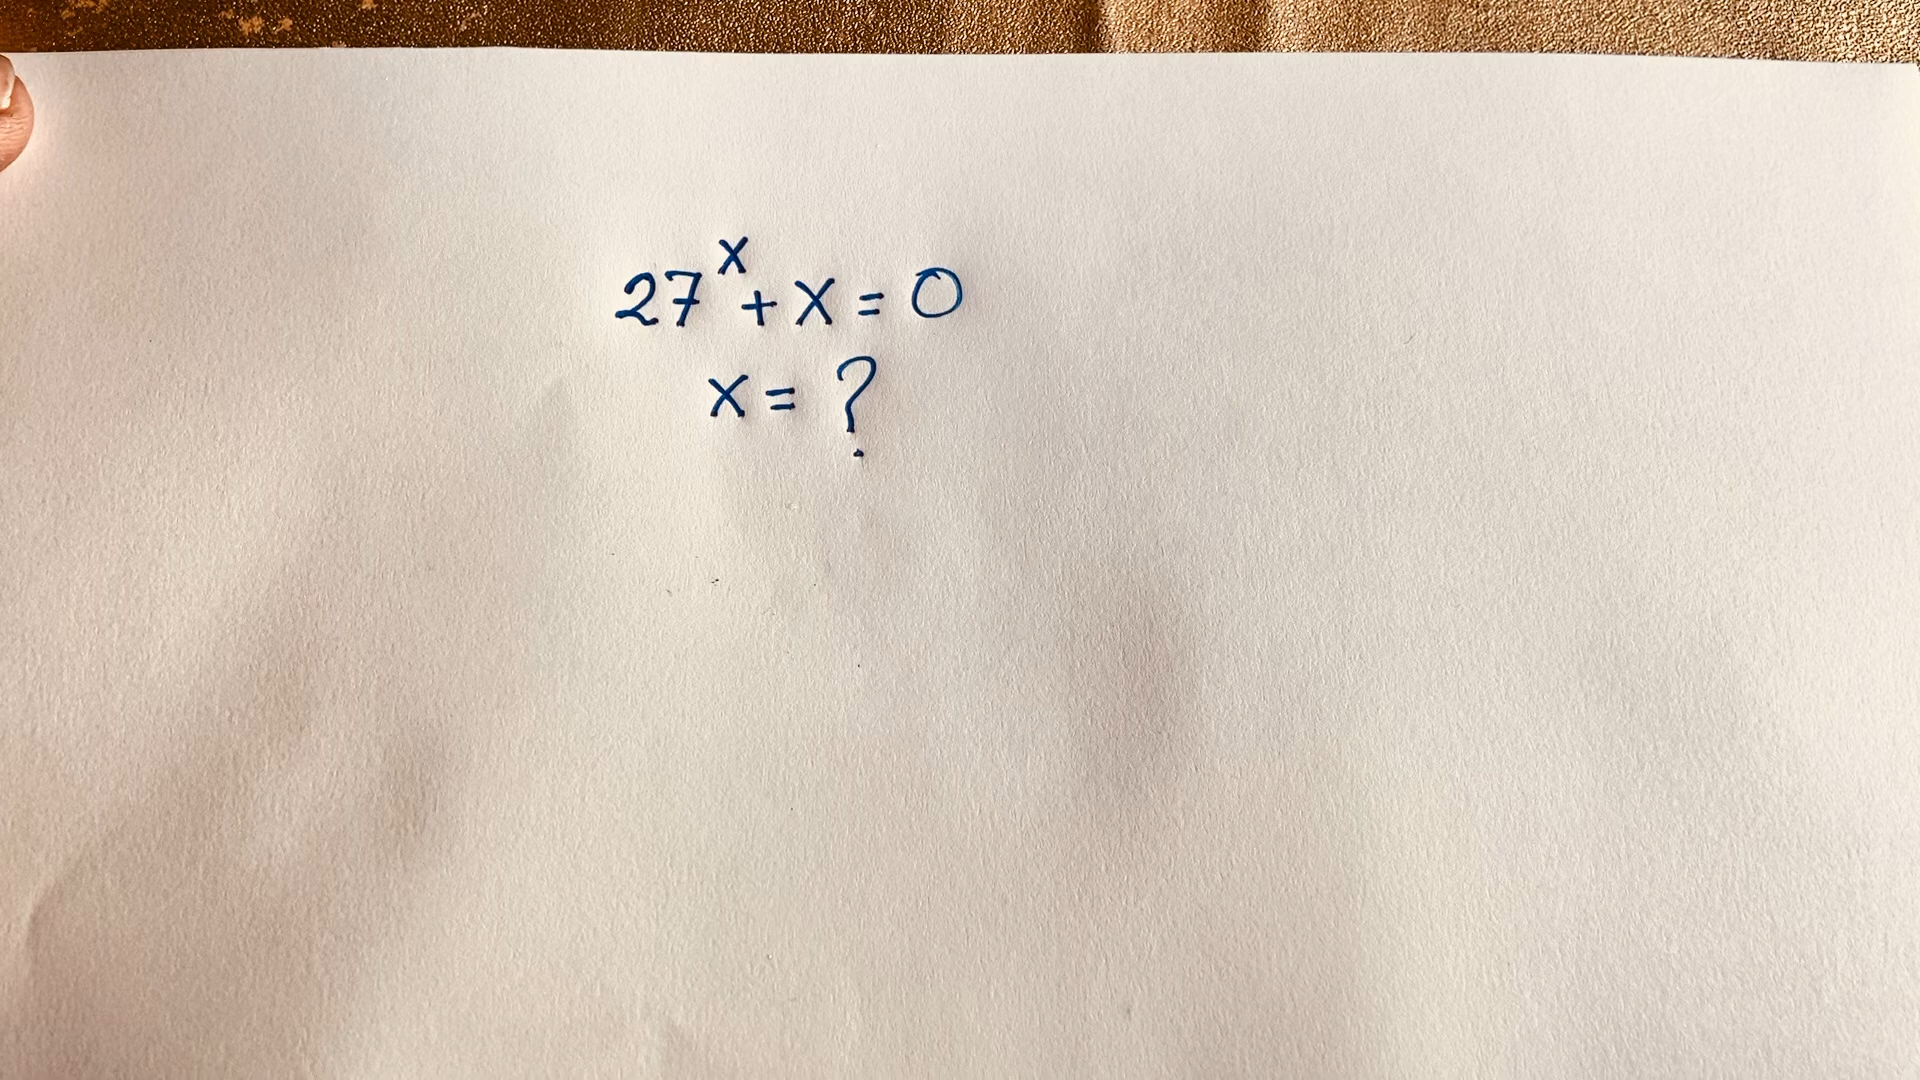 27^x + x = 0
x = ?